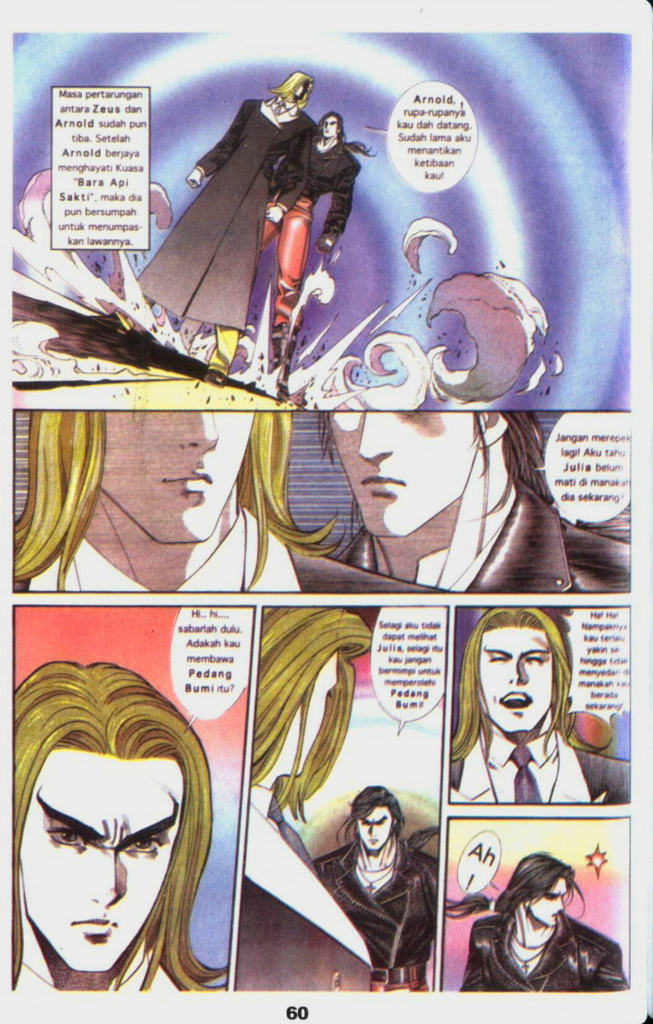 Masa pertarungan
antara Zeus dan
Arnold sudah pun
tiba. Setelah
Arnold berjaya
menghayati Kuasa
"Bara Api
Sakti", maka dia
pun bersumpah
untuk menumpas-
kan lawannya.
Arnold,
rupa-rupanya
kau dah datang.
Sudah lama aku
menantikan
ketibaan
kau!
Jangan merepek
lagi! Aku tahu
Julia belum
mati di manakah
dia sekarang?
Hi.. hi....
sabarlah dulu.
Adakah kau
membawa
Pedang
Bumi?
Selagi aku tidak
dapat melihat
Julia, selagi itu
kau jangan
bermimpi untuk
memperolehi
Pedang
Bumi!
Ha! Ha!
Nampaknya
kau terlalu
yakin se
hingga tidak
menyedari di
manakah kau
berada
sekarang!
Ah
!
60